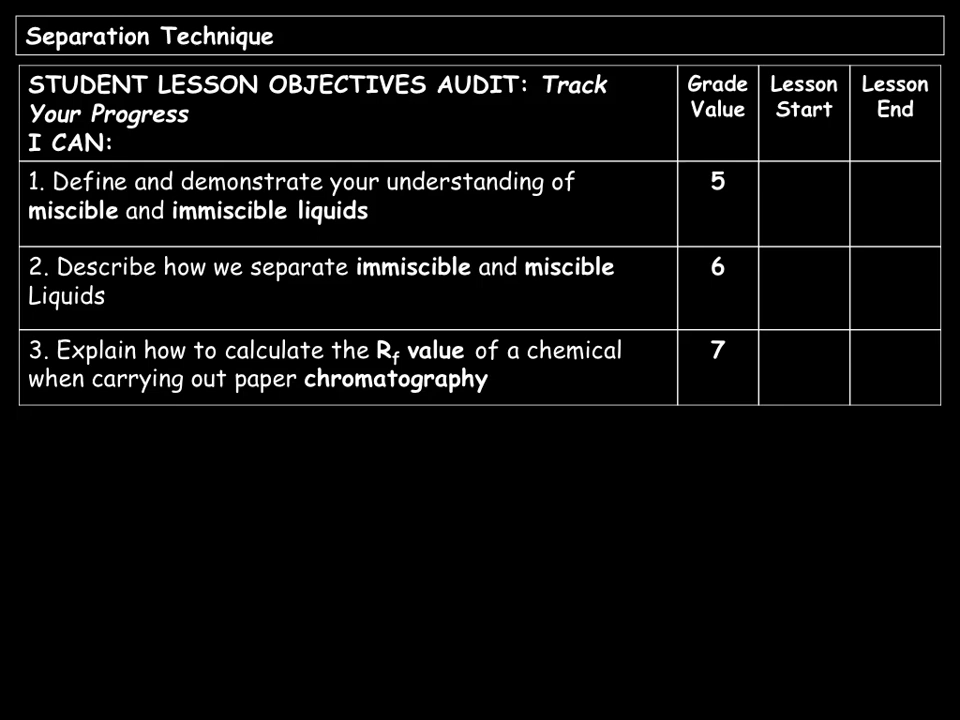 Separation Technique
STUDENT LESSON OBJECTIVES AUDIT: Track
Your Progress
I CAN:
Grade
Value
Lesson
Start
Lesson
End
1. Define and demonstrate your understanding of
miscible and immiscible liquids
5
2. Describe how we separate immiscible and miscible
Liquids
6
3. Explain how to calculate the Rf value of a chemical
when carrying out paper chromatography
7